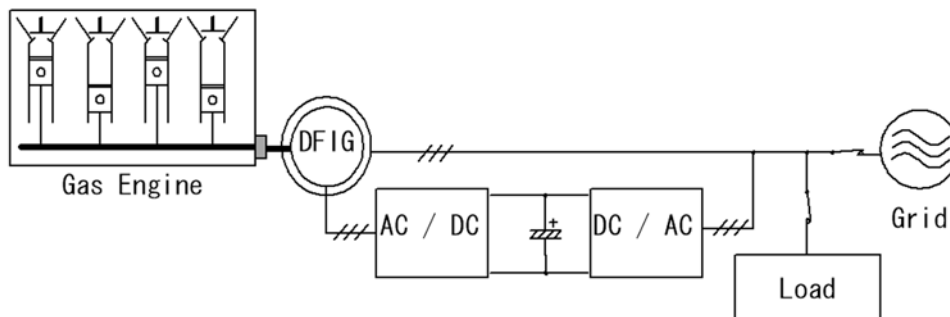 Gas Engine
DFIG
AC / DC
+
DC / AC
Load
Grid